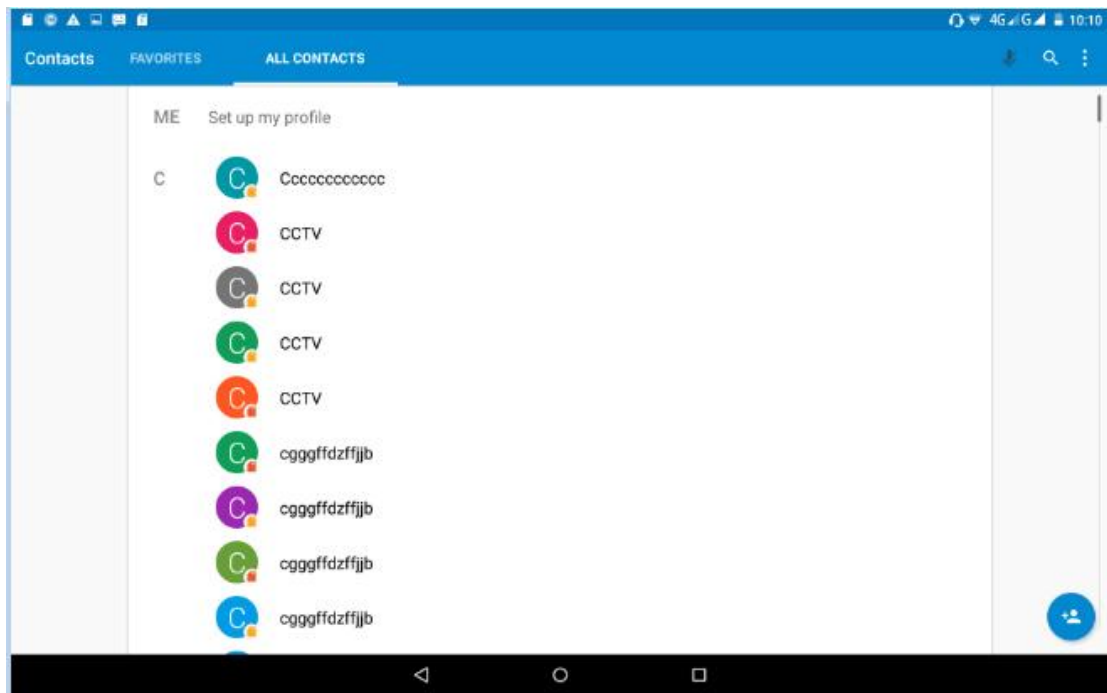 4G G 10:10
Contacts FAVORITES ALL CONTACTS
ME Set up my profile
C C Cccccccccccc
C CCTV
C CCTV
C CCTV
C CCTV
C cgggffdzffjjb
C cgggffdzffjjb
C cgggffdzffjjb
C cgggffdzffjjb